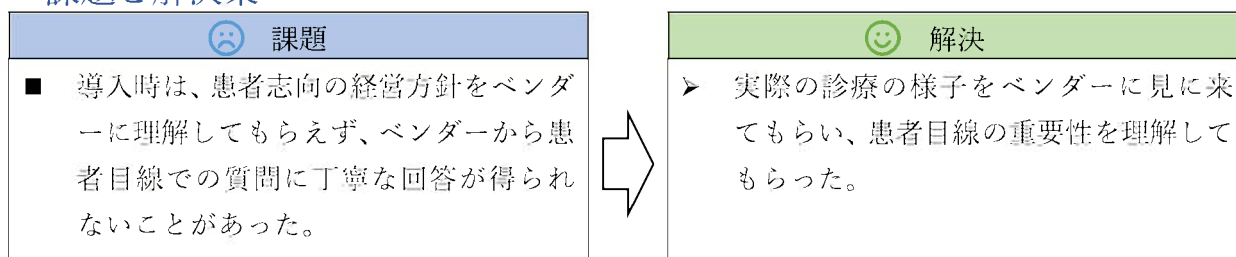 課題と解決策
課題
■ 導入時は、患者志向の経営方針をベンダ
ーに理解してもらえず、ベンダーから患
者目線での質問に丁寧な回答が得られ
ないことがあった。
解決
➢ 実際の診療の様子をベンダーに見に来
てもらい、患者目線の重要性を理解して
もらった。